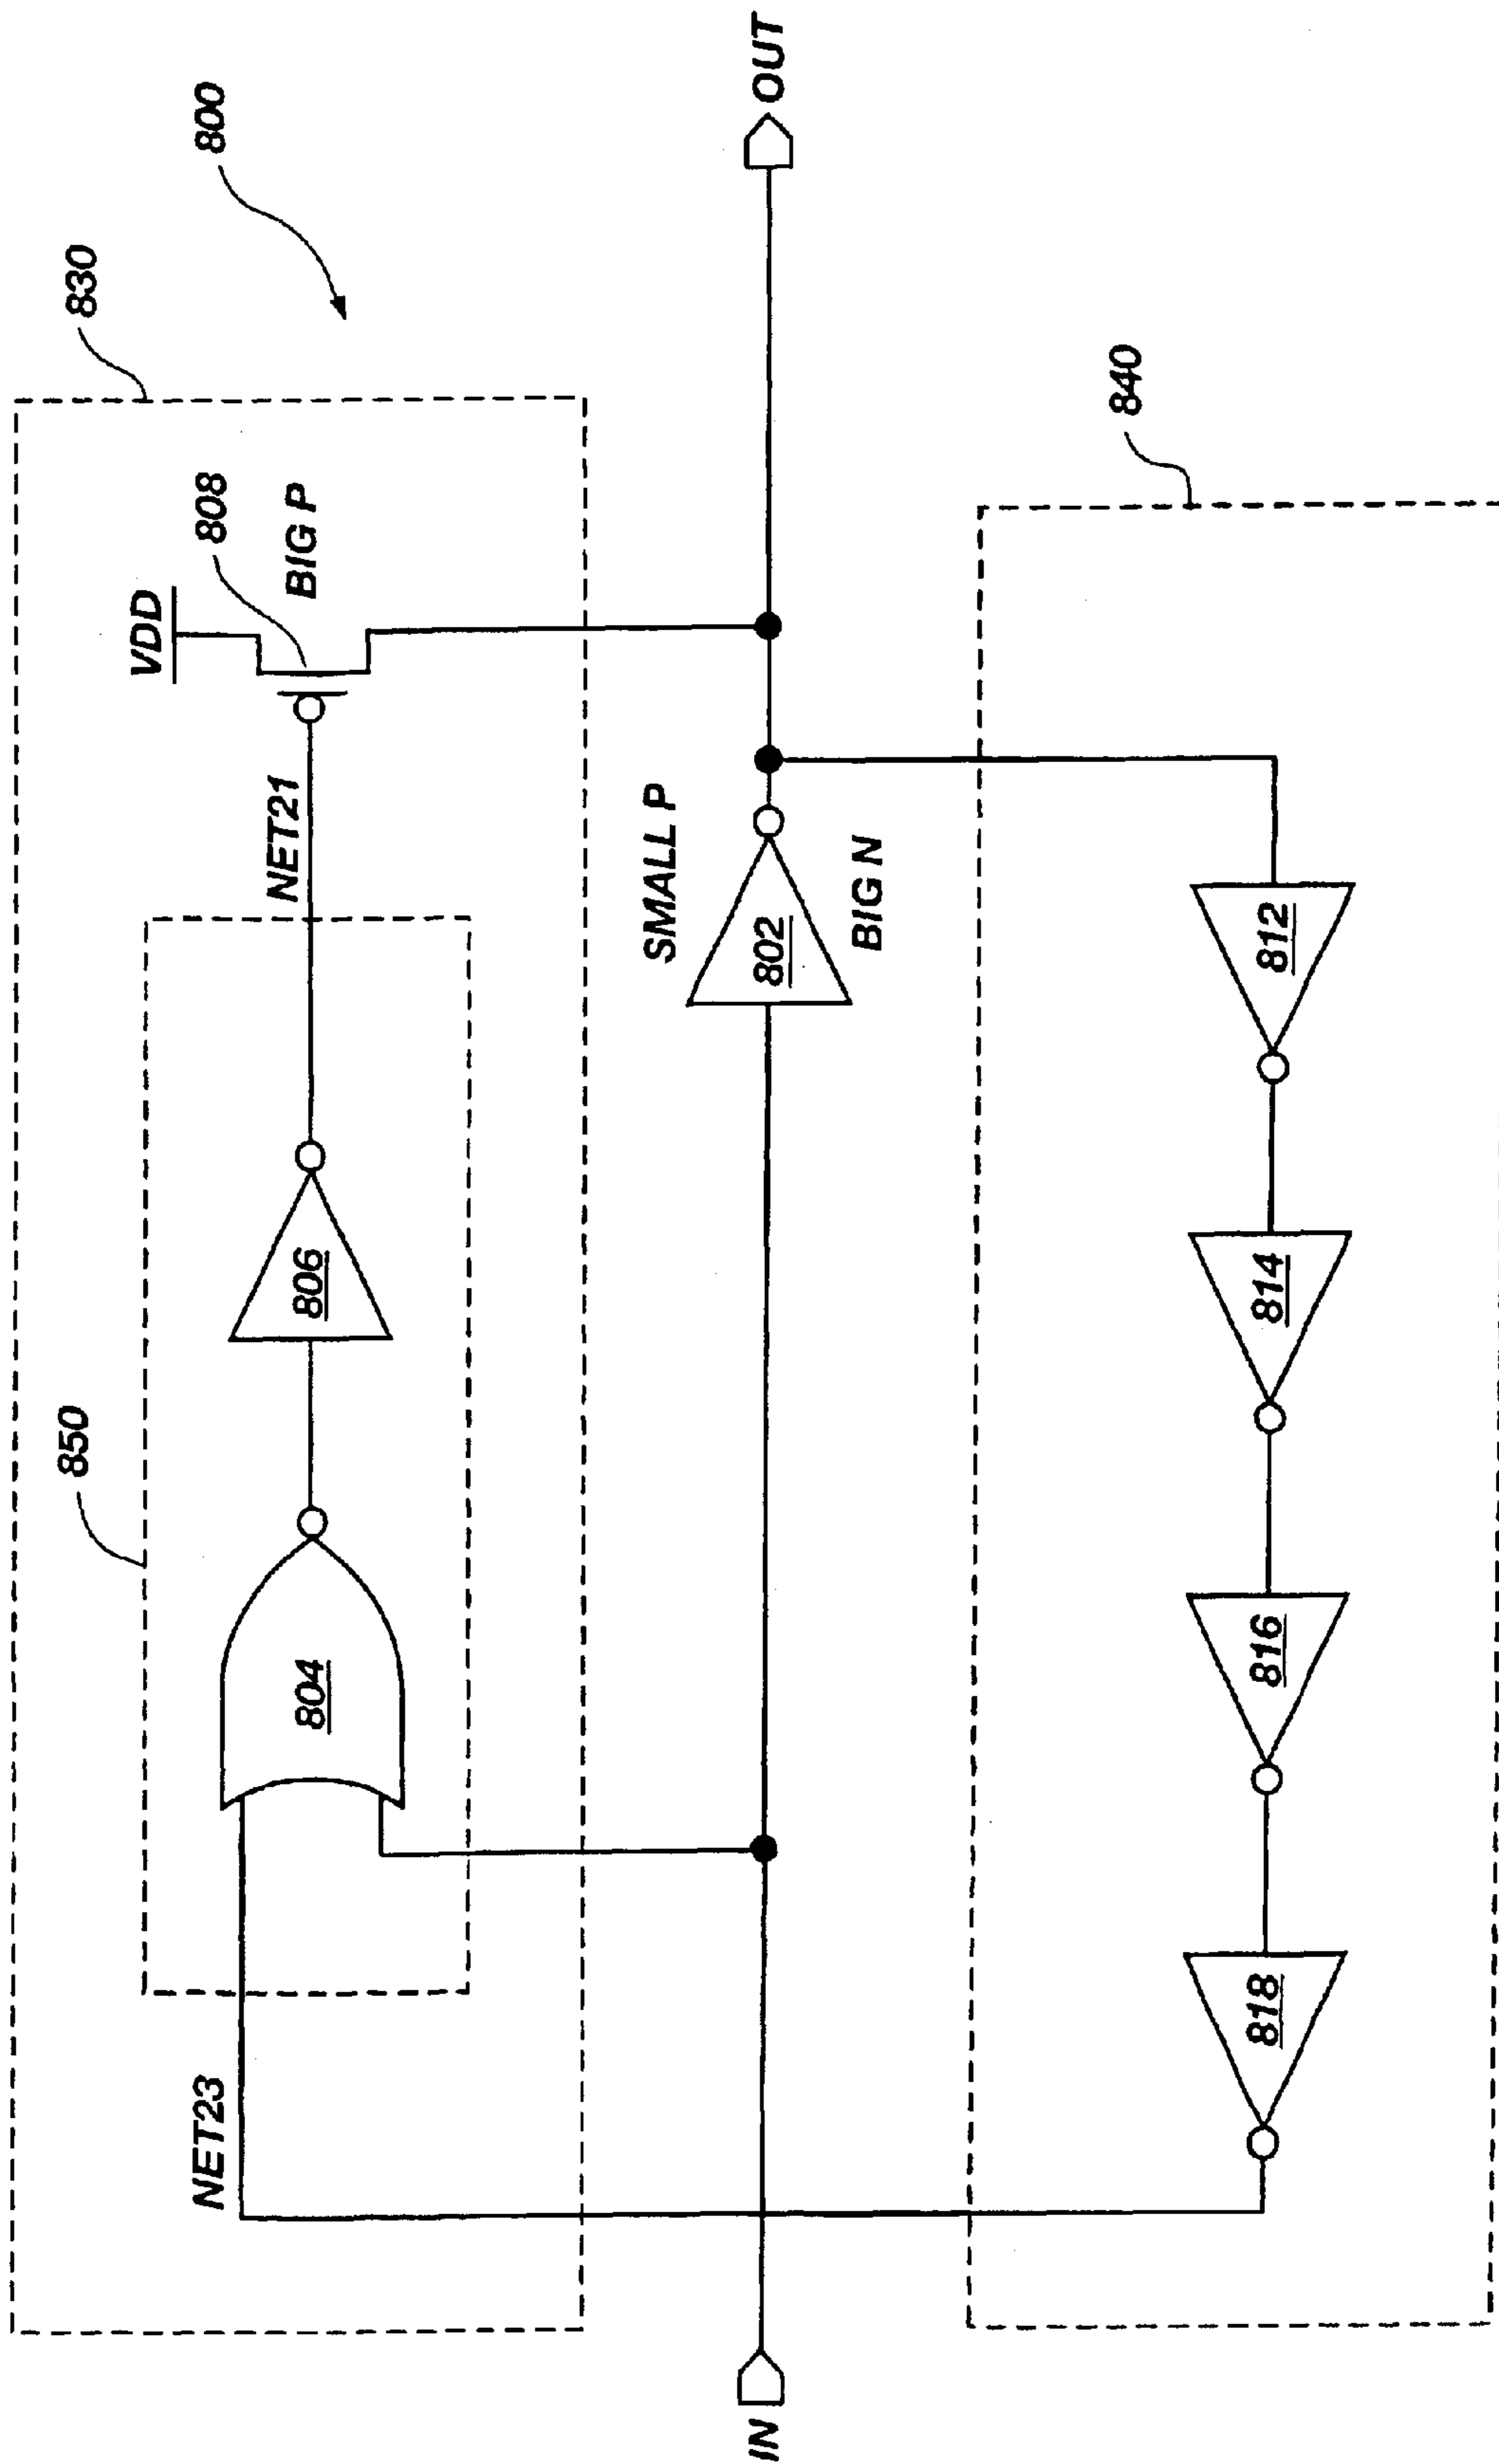 800
830
VDD
808
BIG P
NET21
850
806
804
NET23
SMALL P
802
BIG N
IN
OUT
840
812
814
816
818